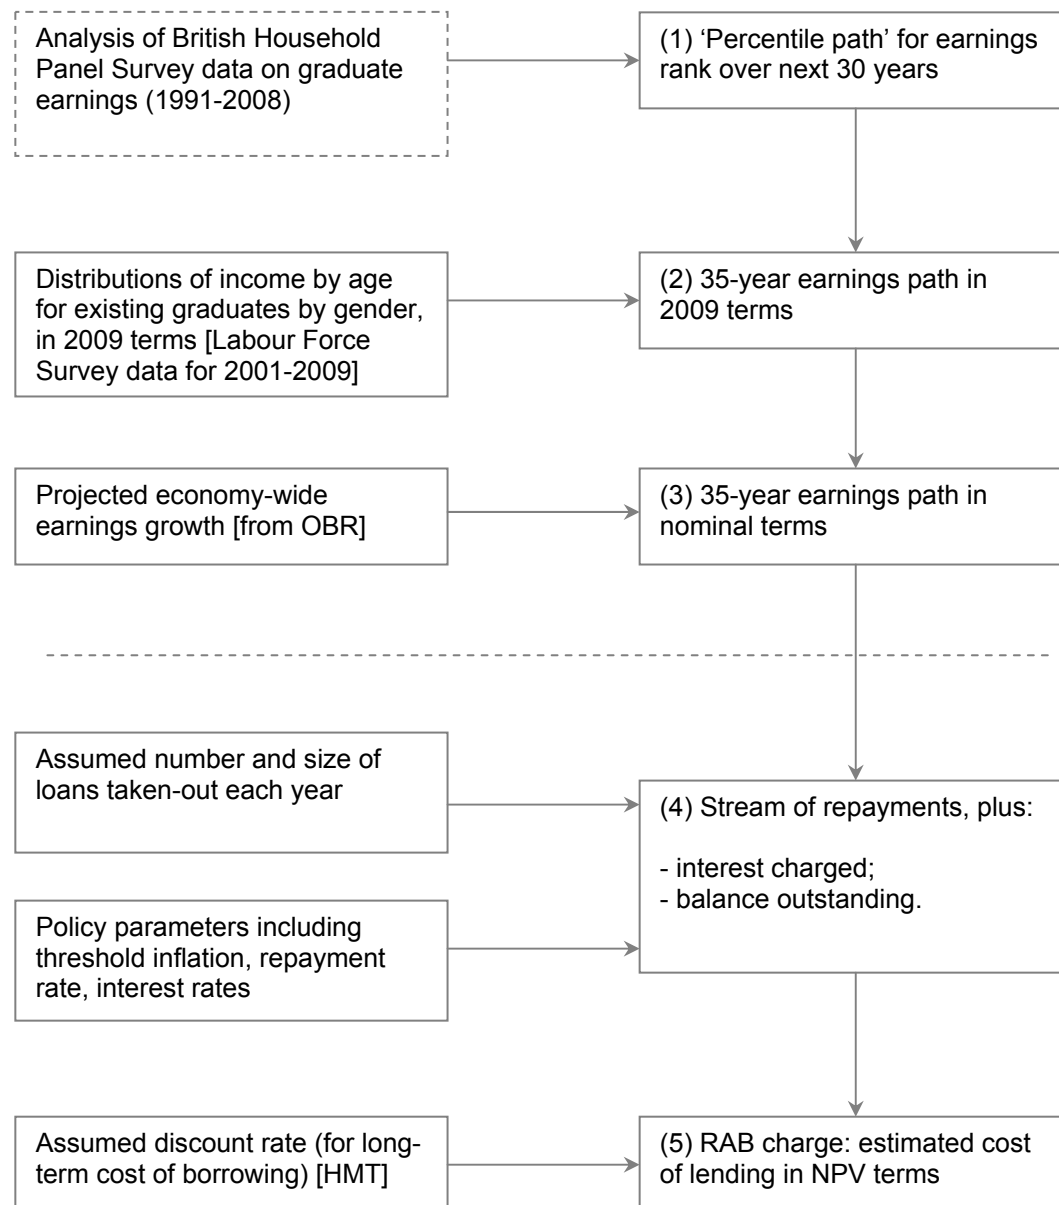 Analysis of British Household
Panel Survey data on graduate
earnings (1991-2008)
(1) ‘Percentile path’ for earnings
rank over next 30 years
Distributions of income by age
for existing graduates by gender,
in 2009 terms [Labour Force
Survey data for 2001-2009]
(2) 35-year earnings path in
2009 terms
Projected economy-wide
earnings growth [from OBR]
(3) 35-year earnings path in
nominal terms
Assumed number and size of
loans taken-out each year
(4) Stream of repayments, plus:
- interest charged;
- balance outstanding.
Policy parameters including
threshold inflation, repayment
rate, interest rates
Assumed discount rate (for long-
term cost of borrowing) [HMT]
(5) RAB charge: estimated cost
of lending in NPV terms